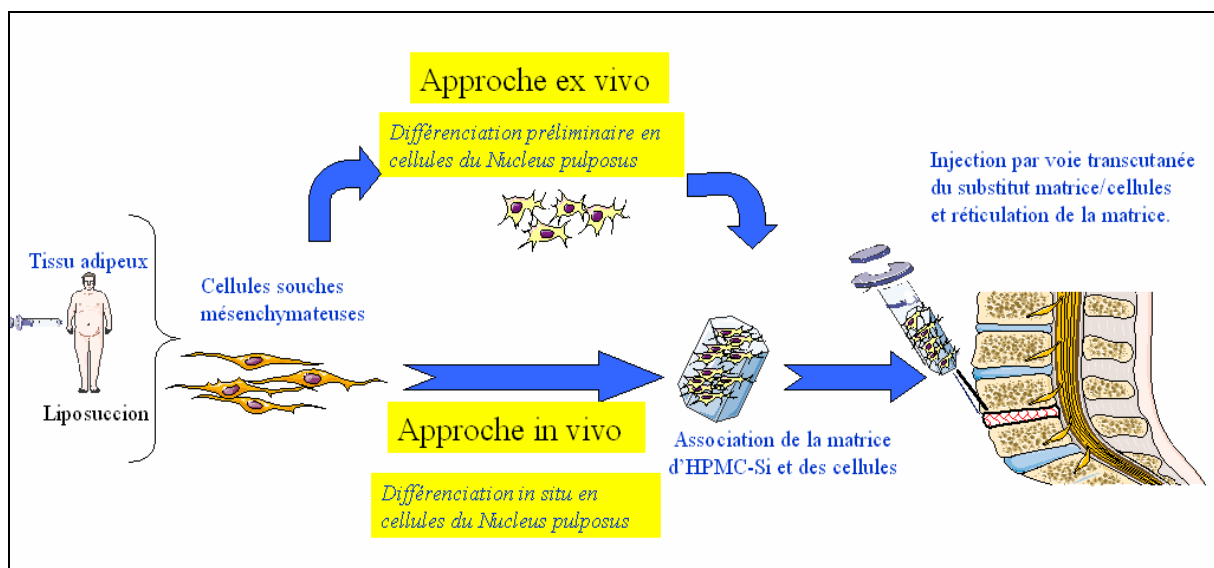 Approche ex vivo
Différenciation préliminaire en
cellules du Nucleus pulposus
Injection par voie transcutanée
du substitut matrice/cellules
et réticulation de la matrice.
Tissu adipeux
Liposuccion
Cellules souches
mésenchymateuses
Approche in vivo
Différenciation in situ en
cellules du Nucleus pulposus
Association de la matrice
d'HPMC-Si et des cellules